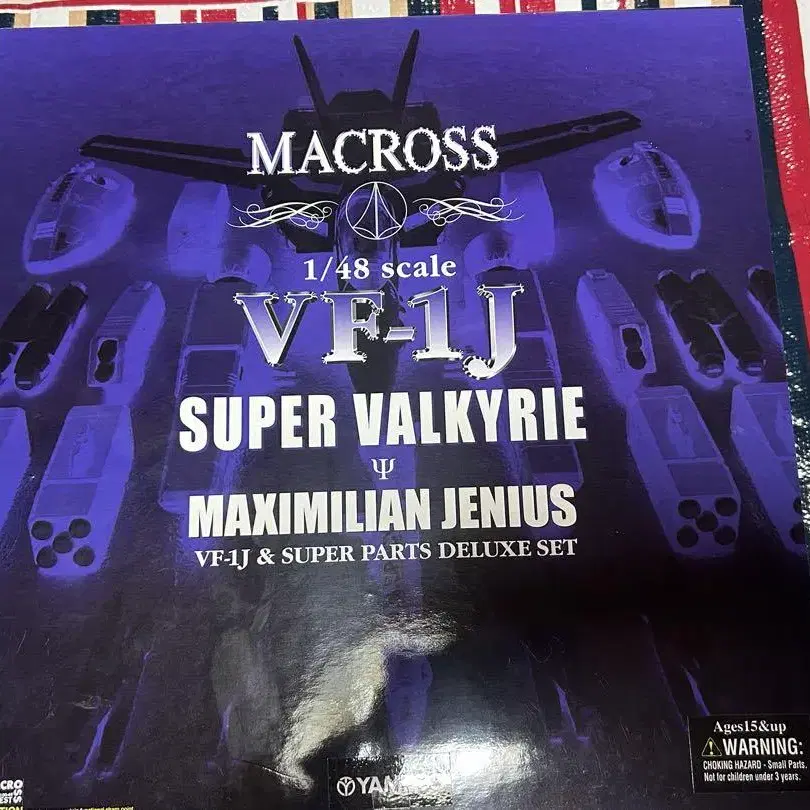 MACROSS
1/48 scale
VF-1J
SUPER VALKYRIE
Ψ
MAXIMILIAN JENIUS
VF-1J & SUPER PARTS DELUXE SET
Ages15&up
WARNING:
CHOKING HAZARD - Small Parts.
Not for children under 3 years.